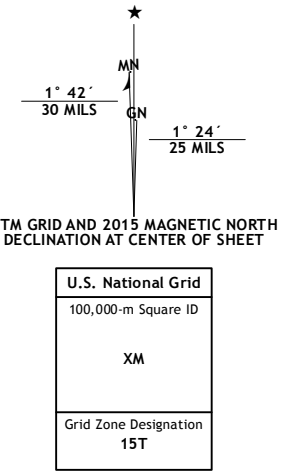 MN
1° 42´
30 MILS
GN
1° 24´
25 MILS
TM GRID AND 2015 MAGNETIC NORTH
DECLINATION AT CENTER OF SHEET
U.S. National Grid
100,000-m Square ID
XM
Grid Zone Designation
15T